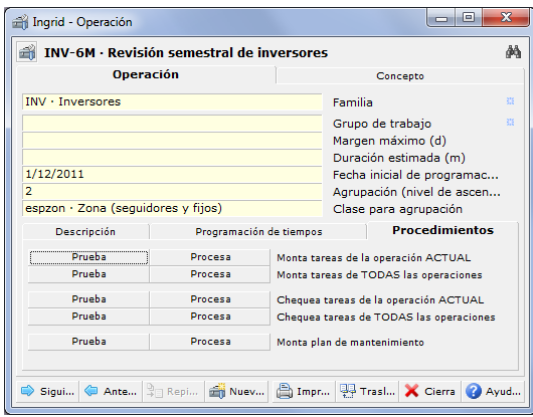 Ingrid - Operación
INV-6M · Revisión semestral de inversores
Operación Concepto
INV · Inversores Familia
Grupo de trabajo
Margen máximo (d)
Duración estimada (m)
1/12/2011 Fecha inicial de programac...
2 Agrupación (nivel de ascen...
espzon · Zona (seguidores y fijos) Clase para agrupación
Descripción Programación de tiempos Procedimientos
Prueba Procesa Monta tareas de la operación ACTUAL
Prueba Procesa Monta tareas de TODAS las operaciones
Prueba Procesa Chequea tareas de la operación ACTUAL
Prueba Procesa Chequea tareas de TODAS las operaciones
Prueba Procesa Monta plan de mantenimiento
Sigui... Ante... Repi... Nuev... Impr... Trasl... Cierra Ayud...